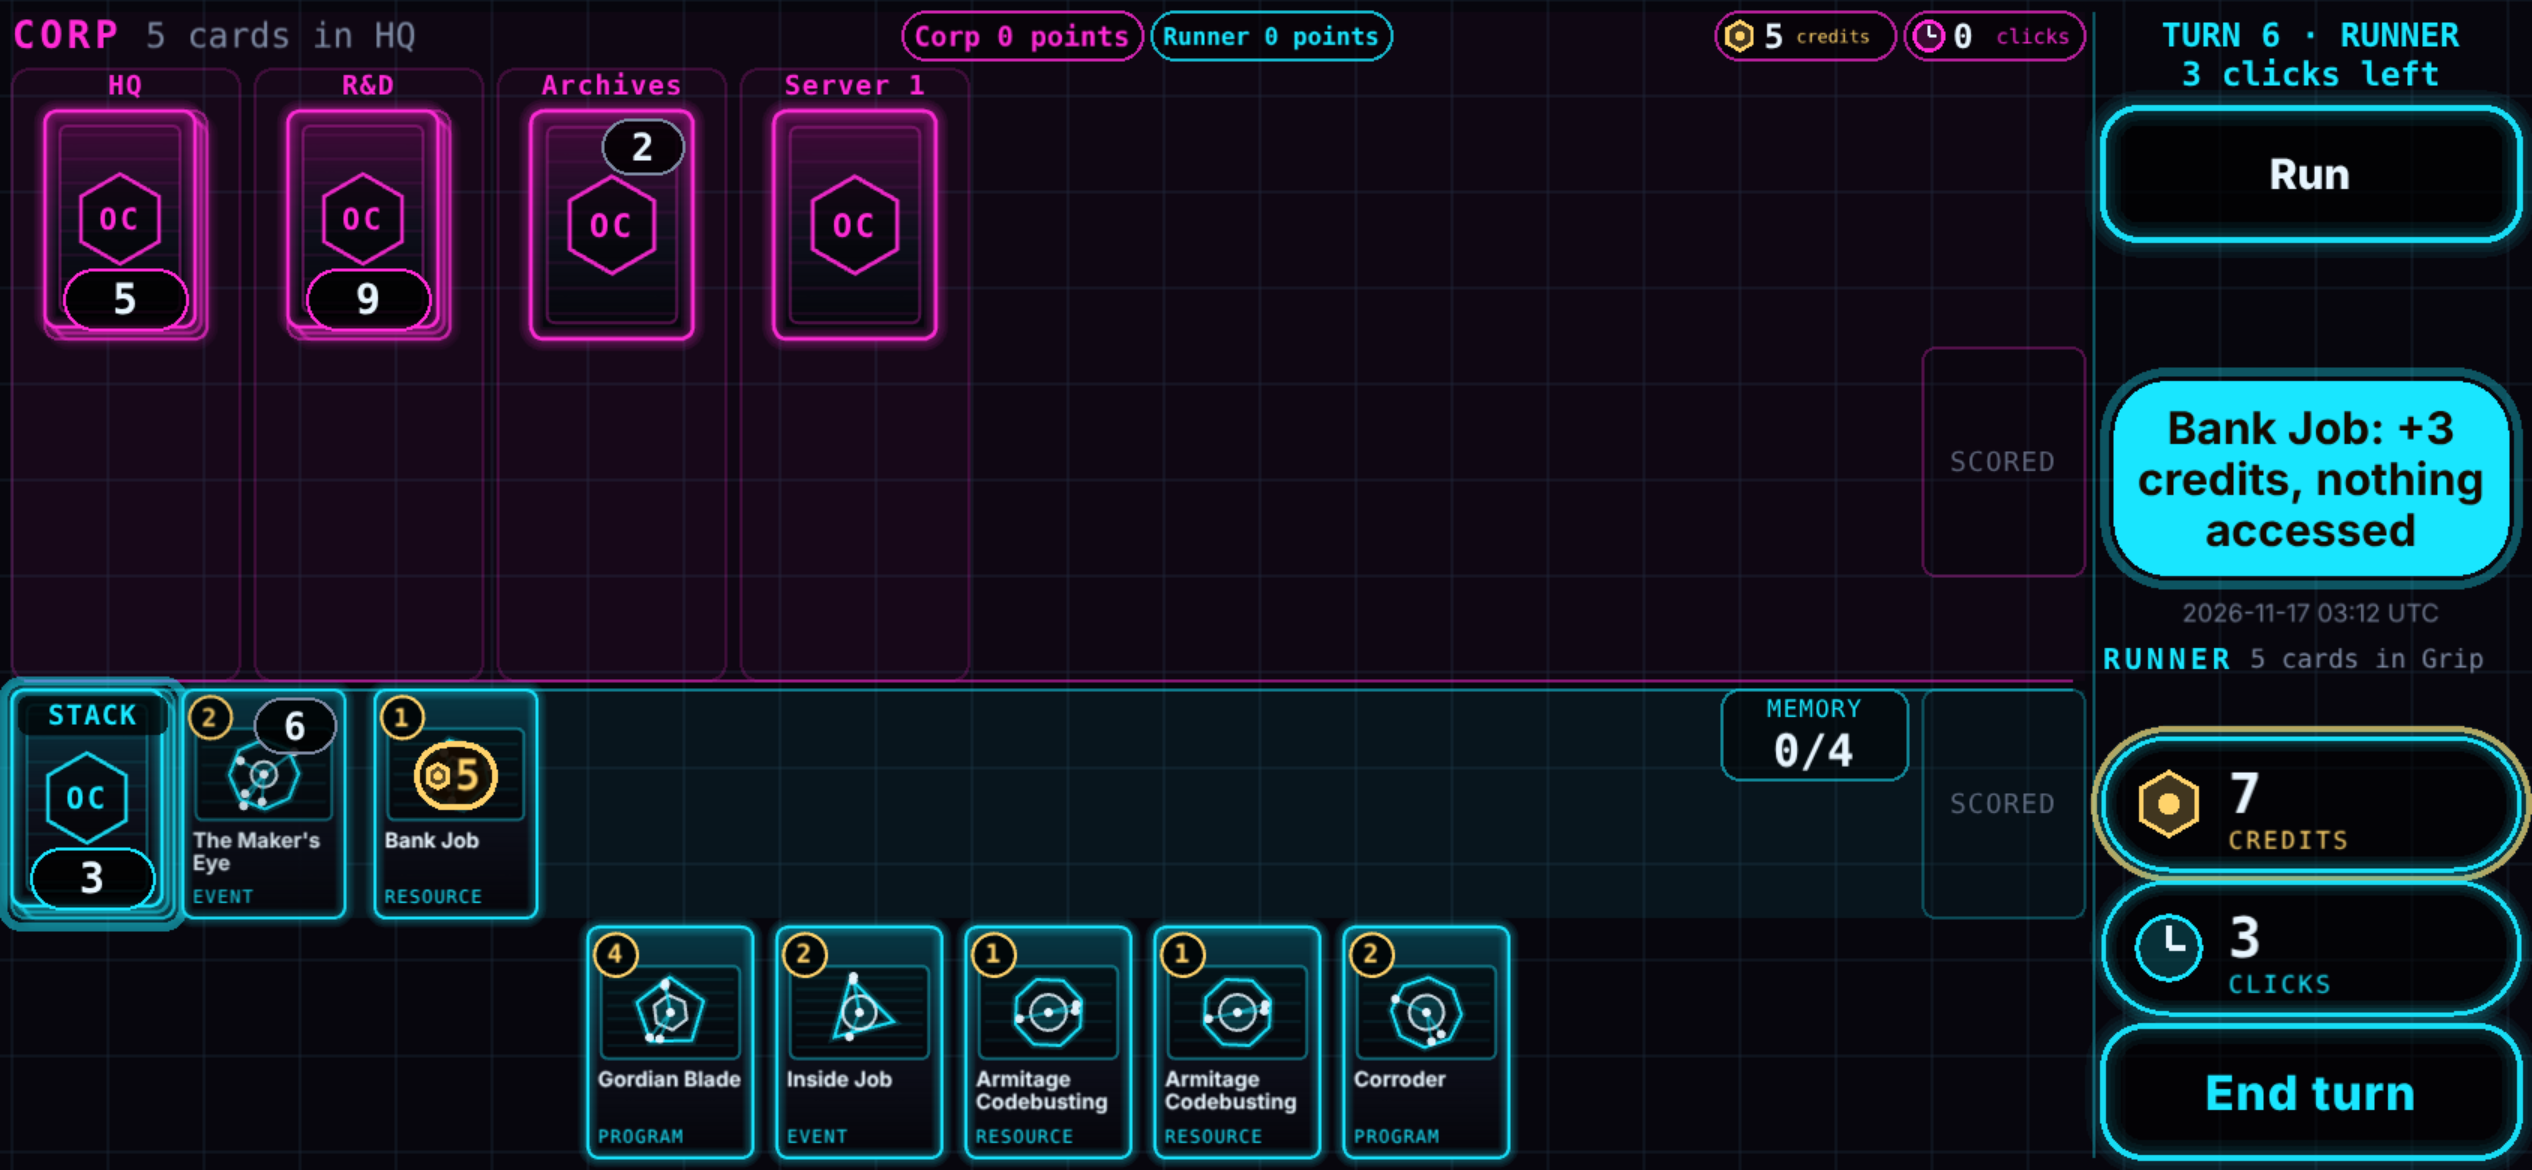 CORP 5 cards in HQ
Corp 0 points
Runner 0 points
5 credits
0 clicks
TURN 6 · RUNNER
3 clicks left
HQ
R&D
Archives
Server 1
Run
OC
5
OC
9
2
OC
OC
SCORED
Bank Job: +3
credits, nothing
accessed
2026-11-17 03:12 UTC
RUNNER 5 cards in Grip
STACK
OC
3
2
6
The Maker's
Eye
EVENT
1
5
Bank Job
RESOURCE
MEMORY
0/4
SCORED
7
CREDITS
3
CLICKS
End turn
4
Gordian Blade
PROGRAM
2
Inside Job
EVENT
1
Armitage
Codebusting
RESOURCE
1
Armitage
Codebusting
RESOURCE
2
Corroder
PROGRAM